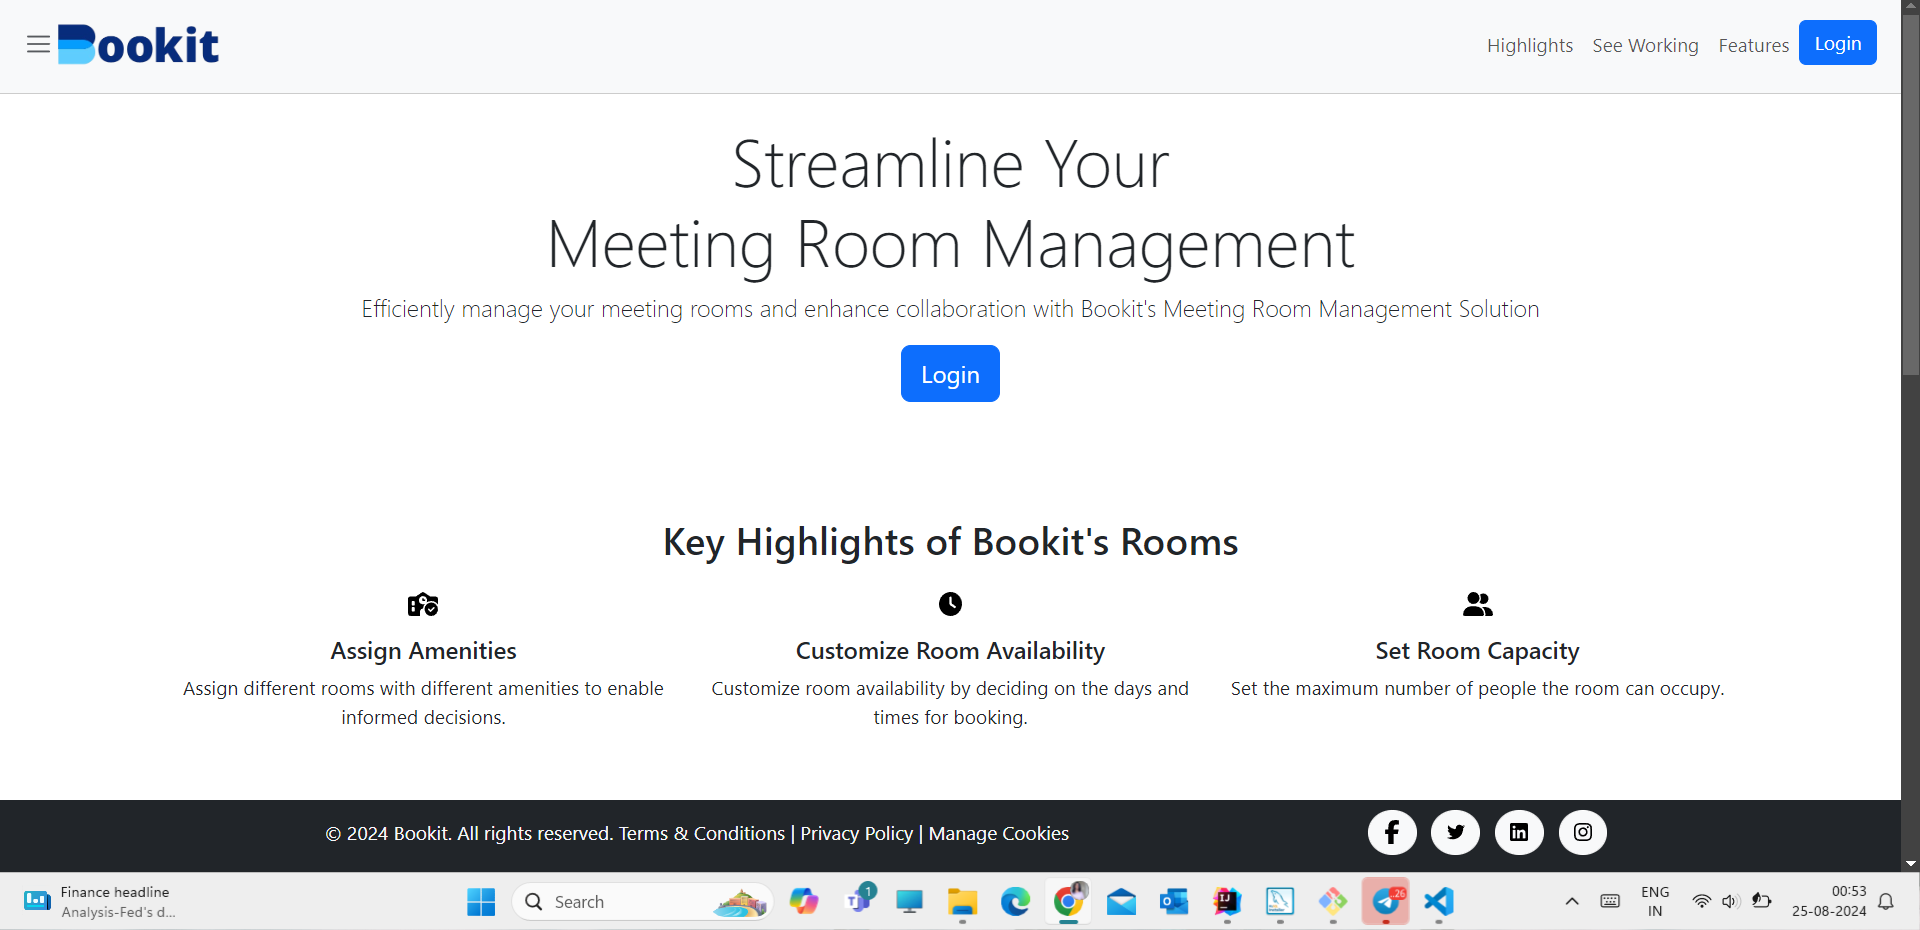 Bookit
Highlights See Working Features Login
Streamline Your
Meeting Room Management
Efficiently manage your meeting rooms and enhance collaboration with Bookit's Meeting Room Management Solution
Login
Key Highlights of Bookit's Rooms
Assign Amenities
Assign different rooms with different amenities to enable
informed decisions.
Customize Room Availability
Customize room availability by deciding on the days and
times for booking.
Set Room Capacity
Set the maximum number of people the room can occupy.
© 2024 Bookit. All rights reserved. Terms & Conditions | Privacy Policy | Manage Cookies
Finance headline
Analysis-Fed's d...
Search
1
26
ENG
IN
00:53
25-08-2024